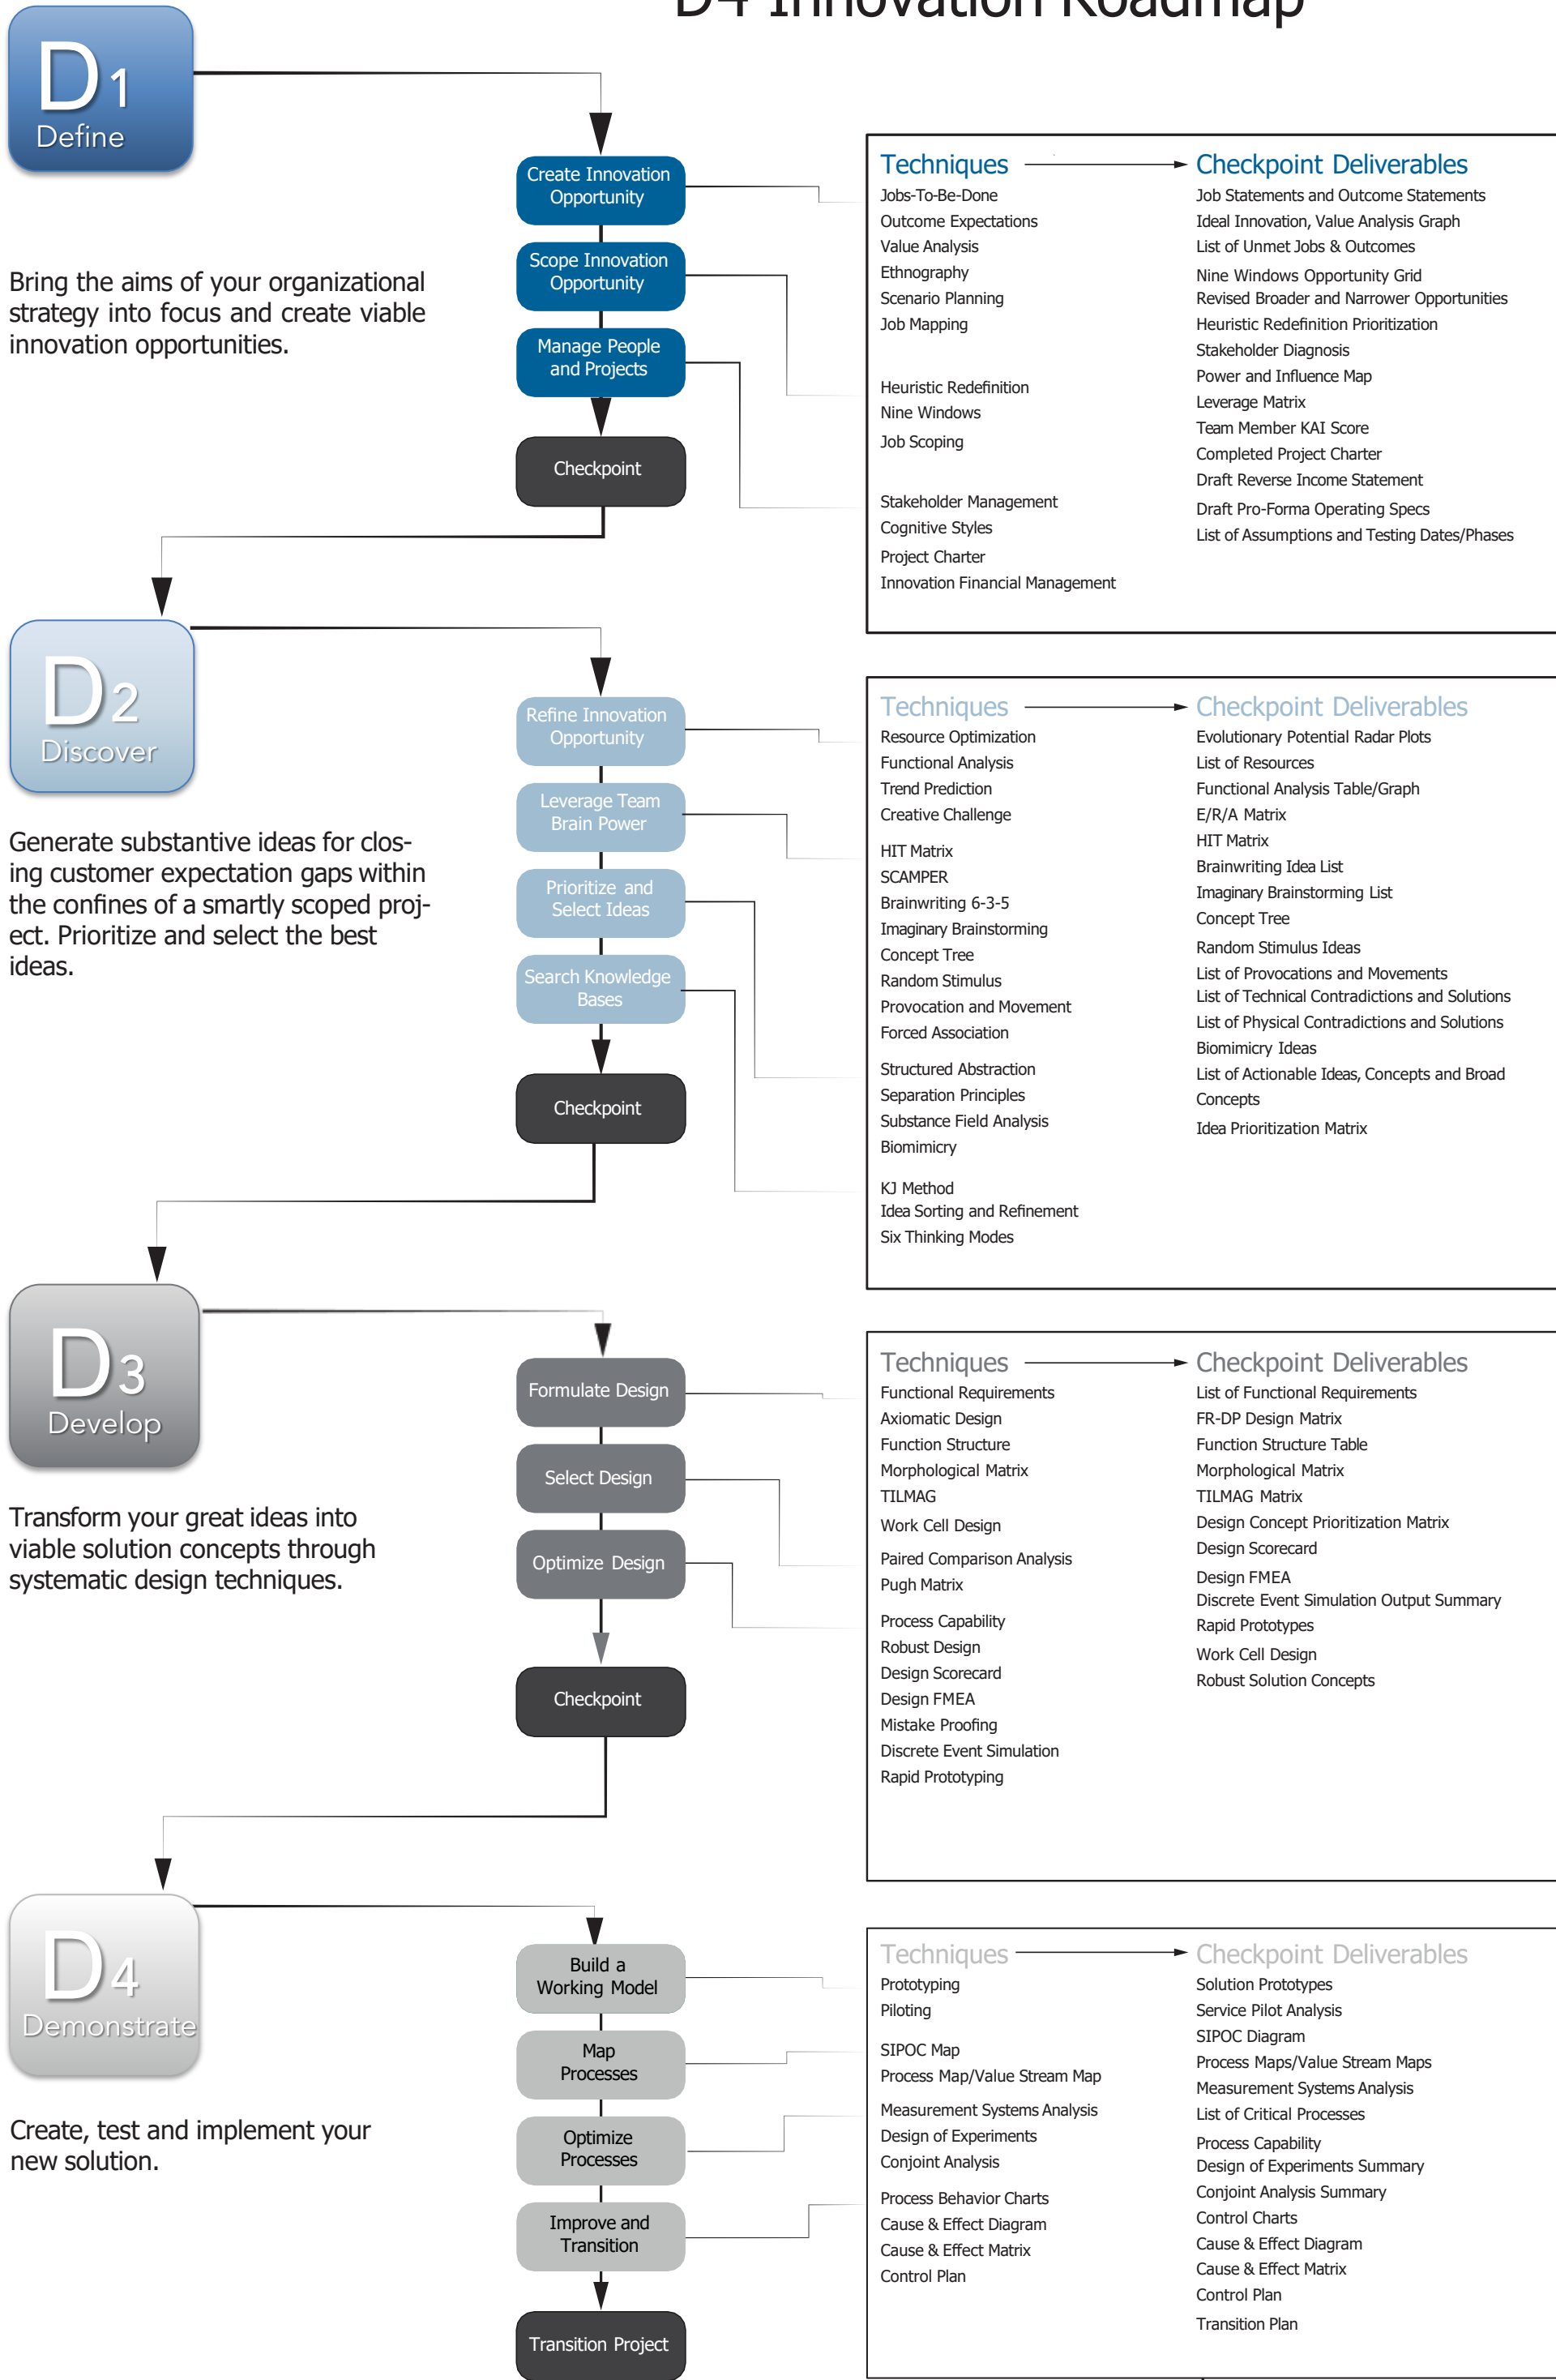 D4 Innovation Roadmap
D1
Define
Bring the aims of your organizational
strategy into focus and create viable
innovation opportunities.
Create Innovation
Opportunity
Scope Innovation
Opportunity
Manage People
and Projects
Checkpoint
Techniques
Jobs-To-Be-Done
Outcome Expectations
Value Analysis
Ethnography
Scenario Planning
Job Mapping
Heuristic Redefinition
Nine Windows
Job Scoping
Stakeholder Management
Cognitive Styles
Project Charter
Innovation Financial Management
Checkpoint Deliverables
Job Statements and Outcome Statements
Ideal Innovation, Value Analysis Graph
List of Unmet Jobs & Outcomes
Nine Windows Opportunity Grid
Revised Broader and Narrower Opportunities
Heuristic Redefinition Prioritization
Stakeholder Diagnosis
Power and Influence Map
Leverage Matrix
Team Member KAI Score
Completed Project Charter
Draft Reverse Income Statement
Draft Pro-Forma Operating Specs
List of Assumptions and Testing Dates/Phases
D2
Discover
Generate substantive ideas for clos-
ing customer expectation gaps within
the confines of a smartly scoped proj-
ect. Prioritize and select the best
ideas.
Refine Innovation
Opportunity
Leverage Team
Brain Power
Prioritize and
Select Ideas
Search Knowledge
Bases
Checkpoint
Techniques
Resource Optimization
Functional Analysis
Trend Prediction
Creative Challenge
HIT Matrix
SCAMPER
Brainwriting 6-3-5
Imaginary Brainstorming
Concept Tree
Random Stimulus
Provocation and Movement
Forced Association
Structured Abstraction
Separation Principles
Substance Field Analysis
Biomimicry
KJ Method
Idea Sorting and Refinement
Six Thinking Modes
Checkpoint Deliverables
Evolutionary Potential Radar Plots
List of Resources
Functional Analysis Table/Graph
E/R/A Matrix
HIT Matrix
Brainwriting Idea List
Imaginary Brainstorming List
Concept Tree
Random Stimulus Ideas
List of Provocations and Movements
List of Technical Contradictions and Solutions
List of Physical Contradictions and Solutions
Biomimicry Ideas
List of Actionable Ideas, Concepts and Broad
Concepts
Idea Prioritization Matrix
D3
Develop
Transform your great ideas into
viable solution concepts through
systematic design techniques.
Formulate Design
Select Design
Optimize Design
Checkpoint
Techniques
Functional Requirements
Axiomatic Design
Function Structure
Morphological Matrix
TILMAG
Work Cell Design
Paired Comparison Analysis
Pugh Matrix
Process Capability
Robust Design
Design Scorecard
Design FMEA
Mistake Proofing
Discrete Event Simulation
Rapid Prototyping
Checkpoint Deliverables
List of Functional Requirements
FR-DP Design Matrix
Function Structure Table
Morphological Matrix
TILMAG Matrix
Design Concept Prioritization Matrix
Design Scorecard
Design FMEA
Discrete Event Simulation Output Summary
Rapid Prototypes
Work Cell Design
Robust Solution Concepts
D4
Demonstrate
Create, test and implement your
new solution.
Build a
Working Model
Map
Processes
Optimize
Processes
Improve and
Transition
Transition Project
Techniques
Prototyping
Piloting
SIPOC Map
Process Map/Value Stream Map
Measurement Systems Analysis
Design of Experiments
Conjoint Analysis
Process Behavior Charts
Cause & Effect Diagram
Cause & Effect Matrix
Control Plan
Checkpoint Deliverables
Solution Prototypes
Service Pilot Analysis
SIPOC Diagram
Process Maps/Value Stream Maps
Measurement Systems Analysis
List of Critical Processes
Process Capability
Design of Experiments Summary
Conjoint Analysis Summary
Control Charts
Cause & Effect Diagram
Cause & Effect Matrix
Control Plan
Transition Plan